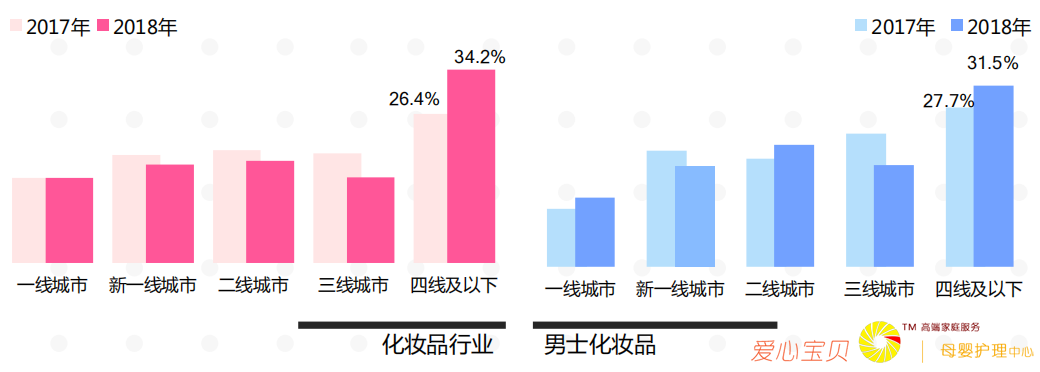 2017年 2018年
34.2%
26.4%
一线城市 新一线城市 二线城市 三线城市 四线及以下
化妆品行业
2017年 2018年
31.5%
27.7%
一线城市 新一线城市 二线城市 三线城市 四线及以下
男士化妆品
爱心宝贝
TM 高端家庭服务
母婴护理中心